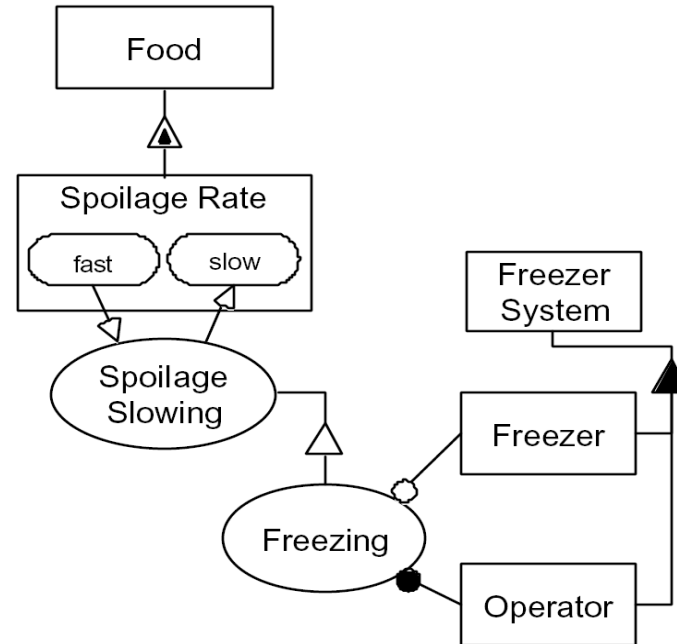 Food
Spoilage Rate
fast
slow
Freezer
System
Spoilage
Slowing
Freezer
Freezing
Operator